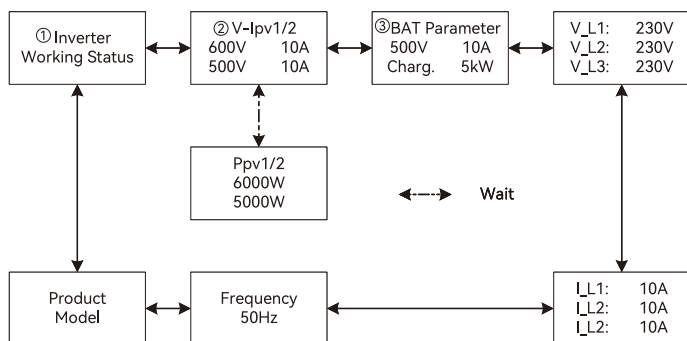 ①Inverter
Working Status
② V-Ipv1/2
600V 10A
500V 10A
③BAT Parameter
500V 10A
Charg. 5kW
V_L1: 230V
V_L2: 230V
V_L3: 230V
Ppv1/2
6000W
5000W
Wait
Product
Model
Frequency
50Hz
I_L1: 10A
I_L2: 10A
I_L2: 10A